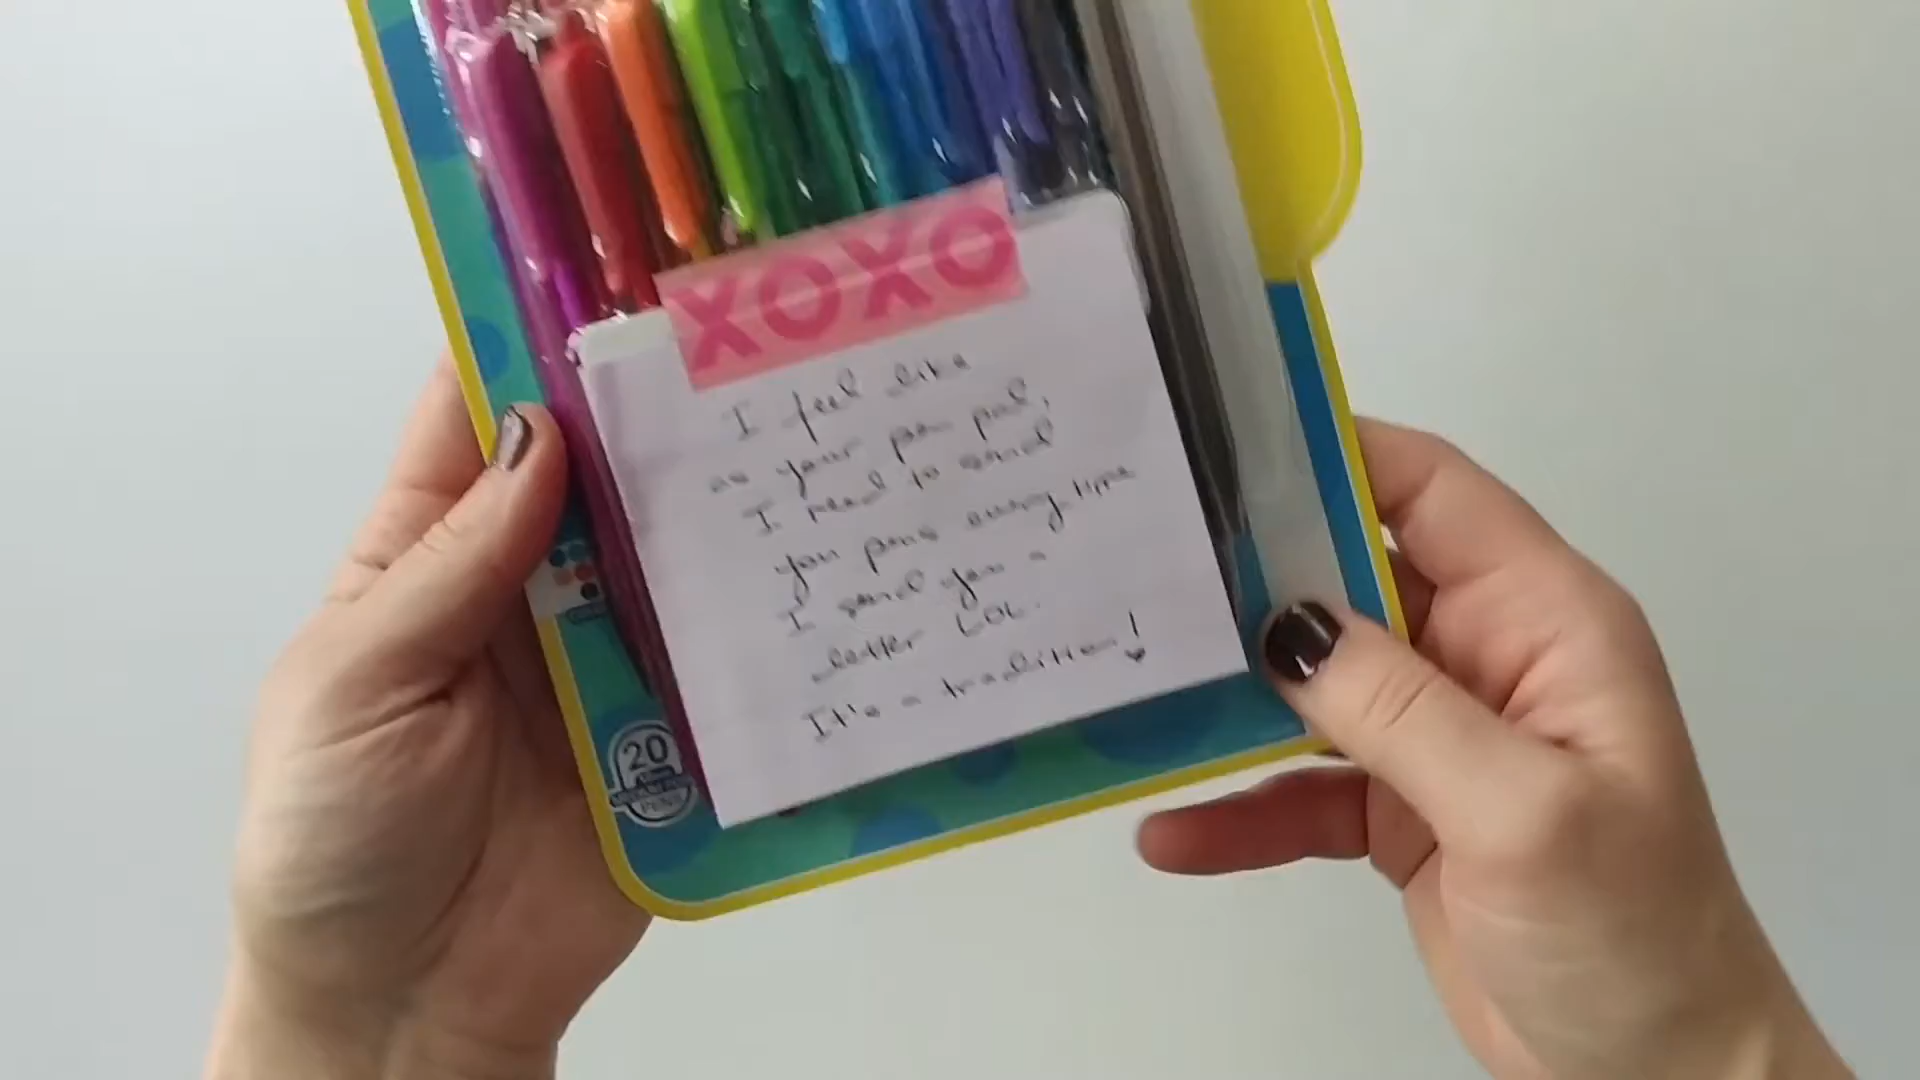 XOXO
I feel like
as your pen pal,
I need to send
you pens every time
I send you a
letter LOL.
It's a tradition!
20
PENS